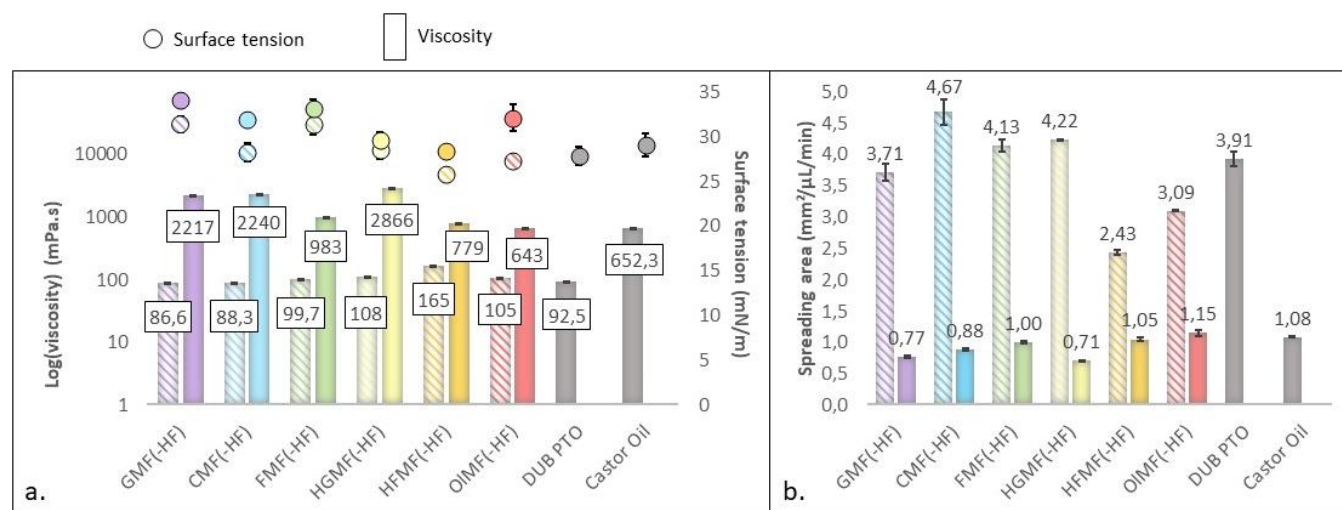 Surface tension
Viscosity
Log(viscosity) (mPa.s)
10000
1000
100
10
1
2217
2240
983
2866
779
643
652,3
86,6
88,3
99,7
108
165
105
92,5
35
30
25
20
15
10
5
0
Surface tension (mN/m)
GMF(-HF)
CMF(-HF)
FMF(-HF)
HGMF(-HF)
HFMF(-HF)
OIMF(-HF)
DUB PTO
Castor Oil
a.
Spreading area (mm²/µL/min)
5,0
4,5
4,0
3,5
3,0
2,5
2,0
1,5
1,0
0,5
0,0
3,71
0,77
4,67
0,88
4,13
1,00
4,22
0,71
2,43
1,05
3,09
1,15
3,91
1,08
GMF(-HF)
CMF(-HF)
FMF(-HF)
HGMF(-HF)
HFMF(-HF)
OIMF(-HF)
DUB PTO
Castor Oil
b.